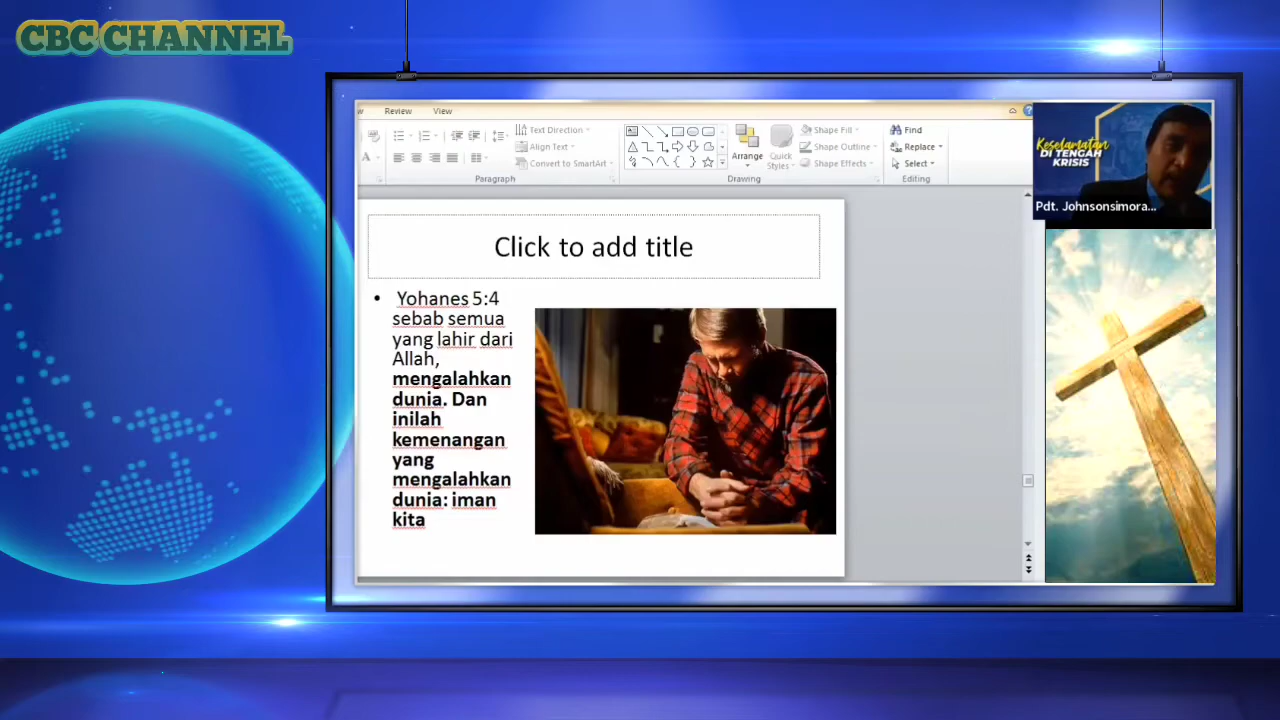 CBC CHANNEL
Review View
Text Direction
Align Text
Convert to SmartArt
Paragraph
Arrange
Quick Styles
Shape Fill
Shape Outline
Shape Effects
Drawing
Find
Replace
Select
Editing
Keselamatan
DI TENGAH
KRISIS
Pdt. Johnsonsimora...
Click to add title
• Yohanes 5:4
sebab semua
yang lahir dari
Allah,
mengalahkan
dunia. Dan
inilah
kemenangan
yang
mengalahkan
dunia: iman
kita